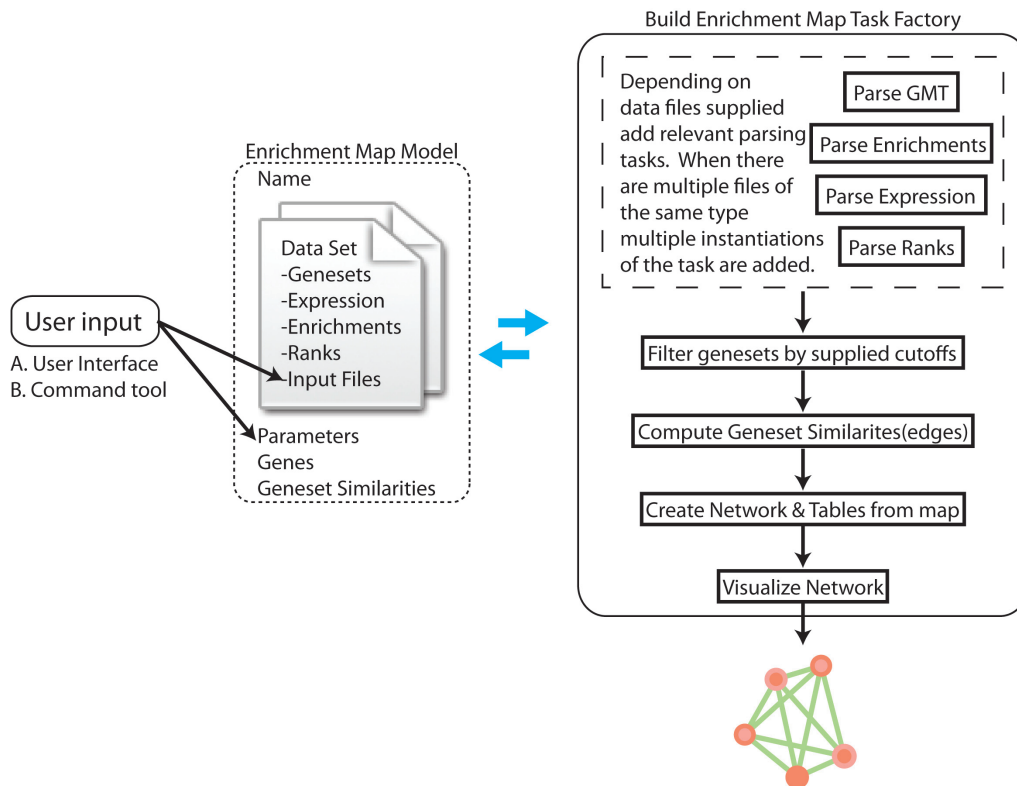 Build Enrichment Map Task Factory
Depending on
data files supplied
add relevant parsing
tasks. When there
are multiple files of
the same type
multiple instantiations
of the task are added.
Parse GMT
Parse Enrichments
Parse Expression
Parse Ranks
Enrichment Map Model
Name
Data Set
-Genesets
-Expression
-Enrichments
-Ranks
-Input Files
Parameters
Genes
Geneset Similarities
User input
A. User Interface
B. Command tool
Filter genesets by supplied cutoffs
Compute Geneset Similarites(edges)
Create Network & Tables from map
Visualize Network